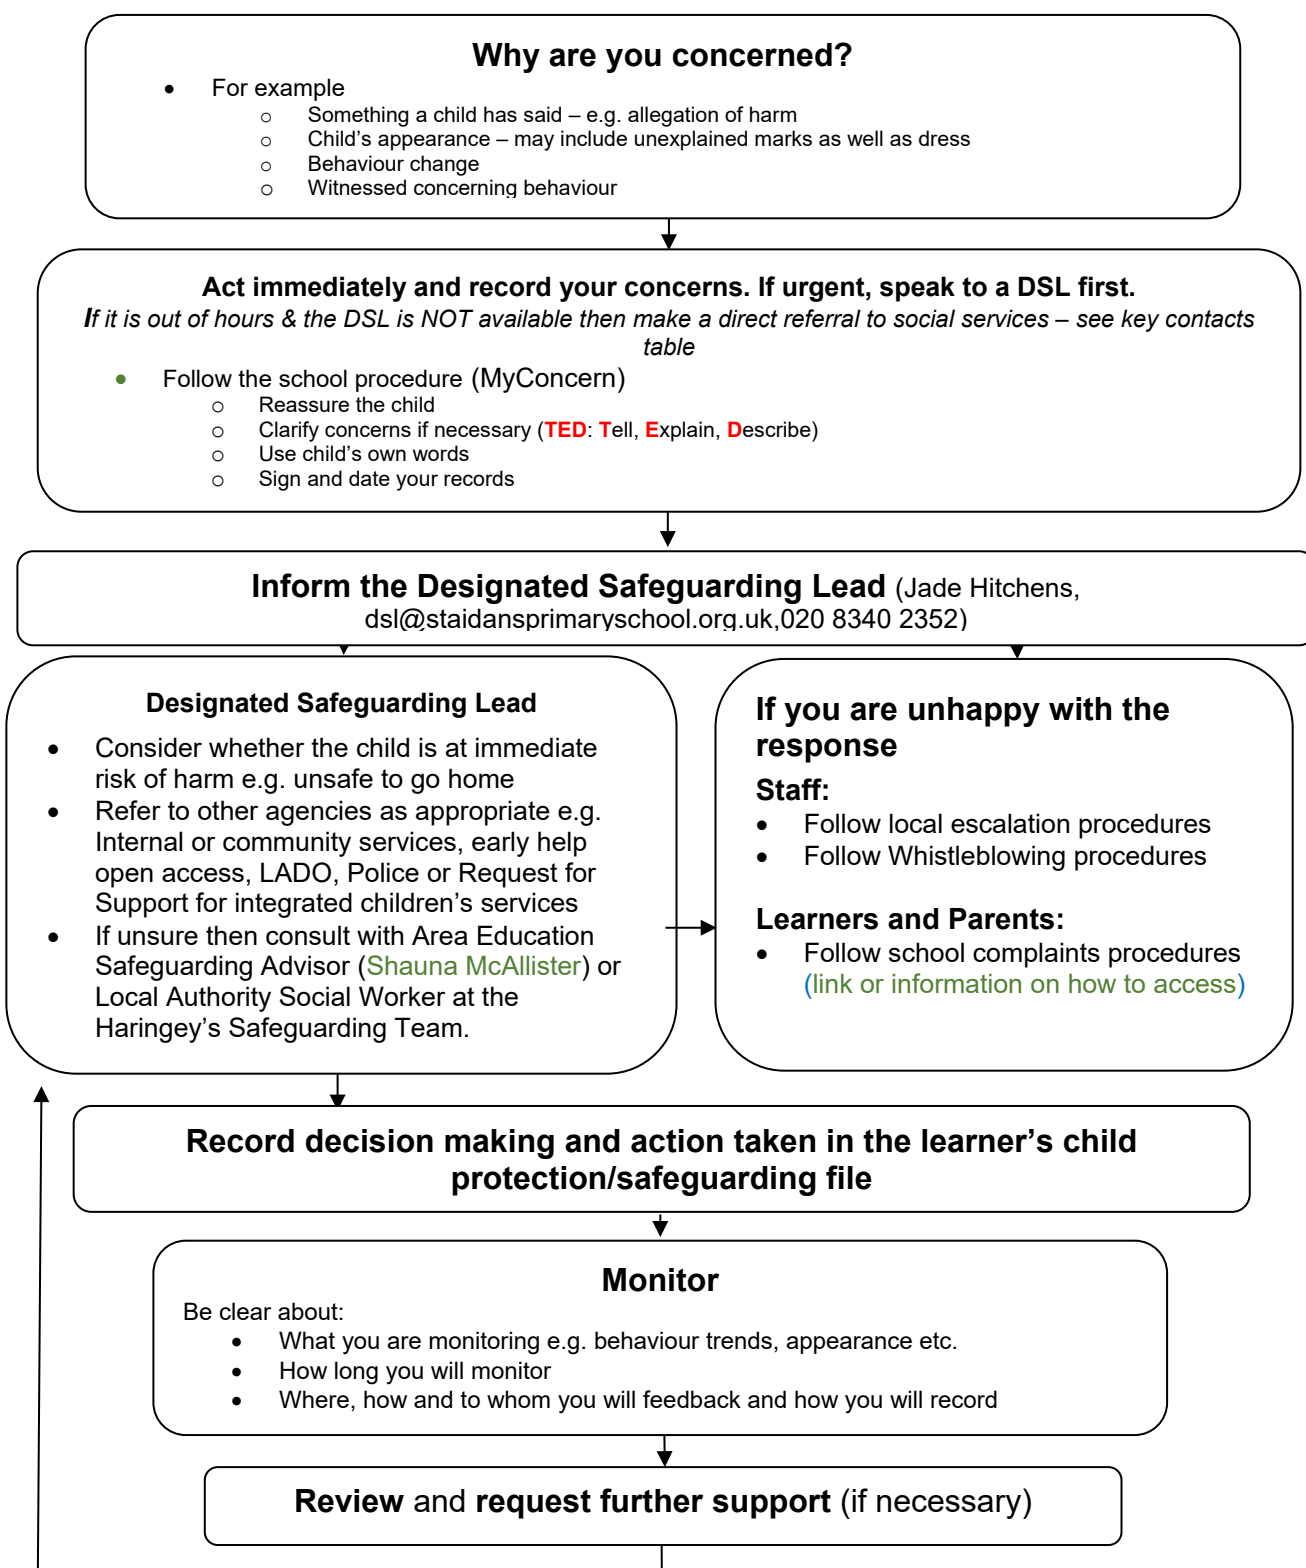 Why are you concerned?
• For example
o Something a child has said – e.g. allegation of harm
o Child's appearance – may include unexplained marks as well as dress
o Behaviour change
o Witnessed concerning behaviour
Act immediately and record your concerns. If urgent, speak to a DSL first.
If it is out of hours & the DSL is NOT available then make a direct referral to social services – see key contacts
table
• Follow the school procedure (MyConcern)
o Reassure the child
o Clarify concerns if necessary (TED: Tell, Explain, Describe)
o Use child's own words
o Sign and date your records
Inform the Designated Safeguarding Lead (Jade Hitchens,
dsl@staidansprimaryschool.org.uk,020 8340 2352)
Designated Safeguarding Lead
• Consider whether the child is at immediate
risk of harm e.g. unsafe to go home
• Refer to other agencies as appropriate e.g.
Internal or community services, early help
open access, LADO, Police or Request for
Support for integrated children's services
• If unsure then consult with Area Education
Safeguarding Advisor (Shauna McAllister) or
Local Authority Social Worker at the
Haringey's Safeguarding Team.
If you are unhappy with the
response
Staff:
• Follow local escalation procedures
• Follow Whistleblowing procedures
Learners and Parents:
• Follow school complaints procedures
(link or information on how to access)
Record decision making and action taken in the learner's child
protection/safeguarding file
Monitor
Be clear about:
• What you are monitoring e.g. behaviour trends, appearance etc.
• How long you will monitor
• Where, how and to whom you will feedback and how you will record
Review and request further support (if necessary)